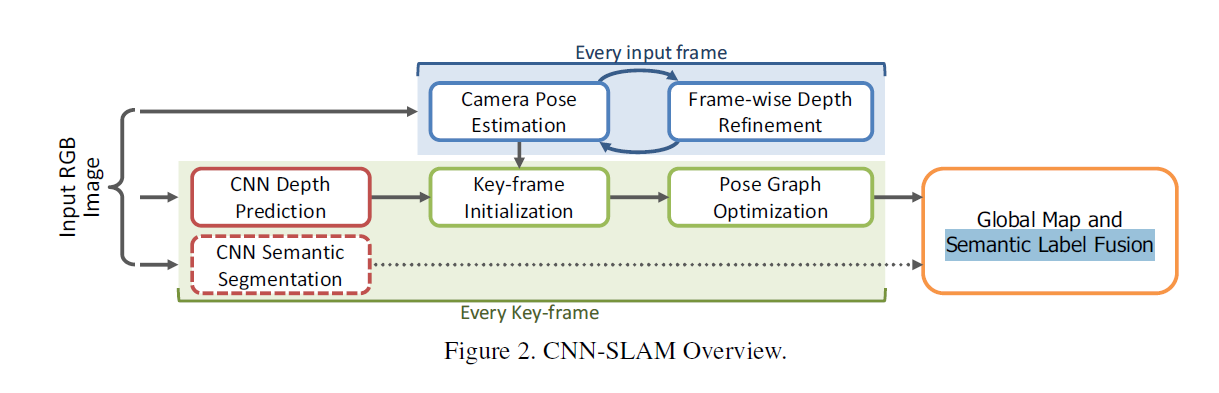 Every input frame
Camera Pose
Estimation
Frame-wise Depth
Refinement
Input RGB
Image
CNN Depth
Prediction
Key-frame
Initialization
Pose Graph
Optimization
Global Map and
Semantic Label Fusion
CNN Semantic
Segmentation
Every Key-frame
Figure 2. CNN-SLAM Overview.